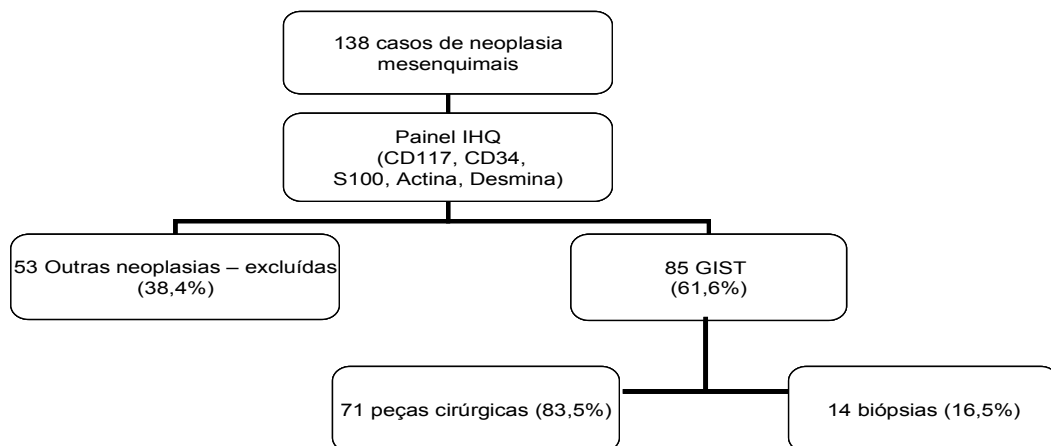 138 casos de neoplasia
mesenquimais
Painel IHQ
(CD117, CD34,
S100, Actina, Desmina)
53 Outras neoplasias – excluídas
(38,4%)
85 GIST
(61,6%)
71 peças cirúrgicas (83,5%)
14 biópsias (16,5%)